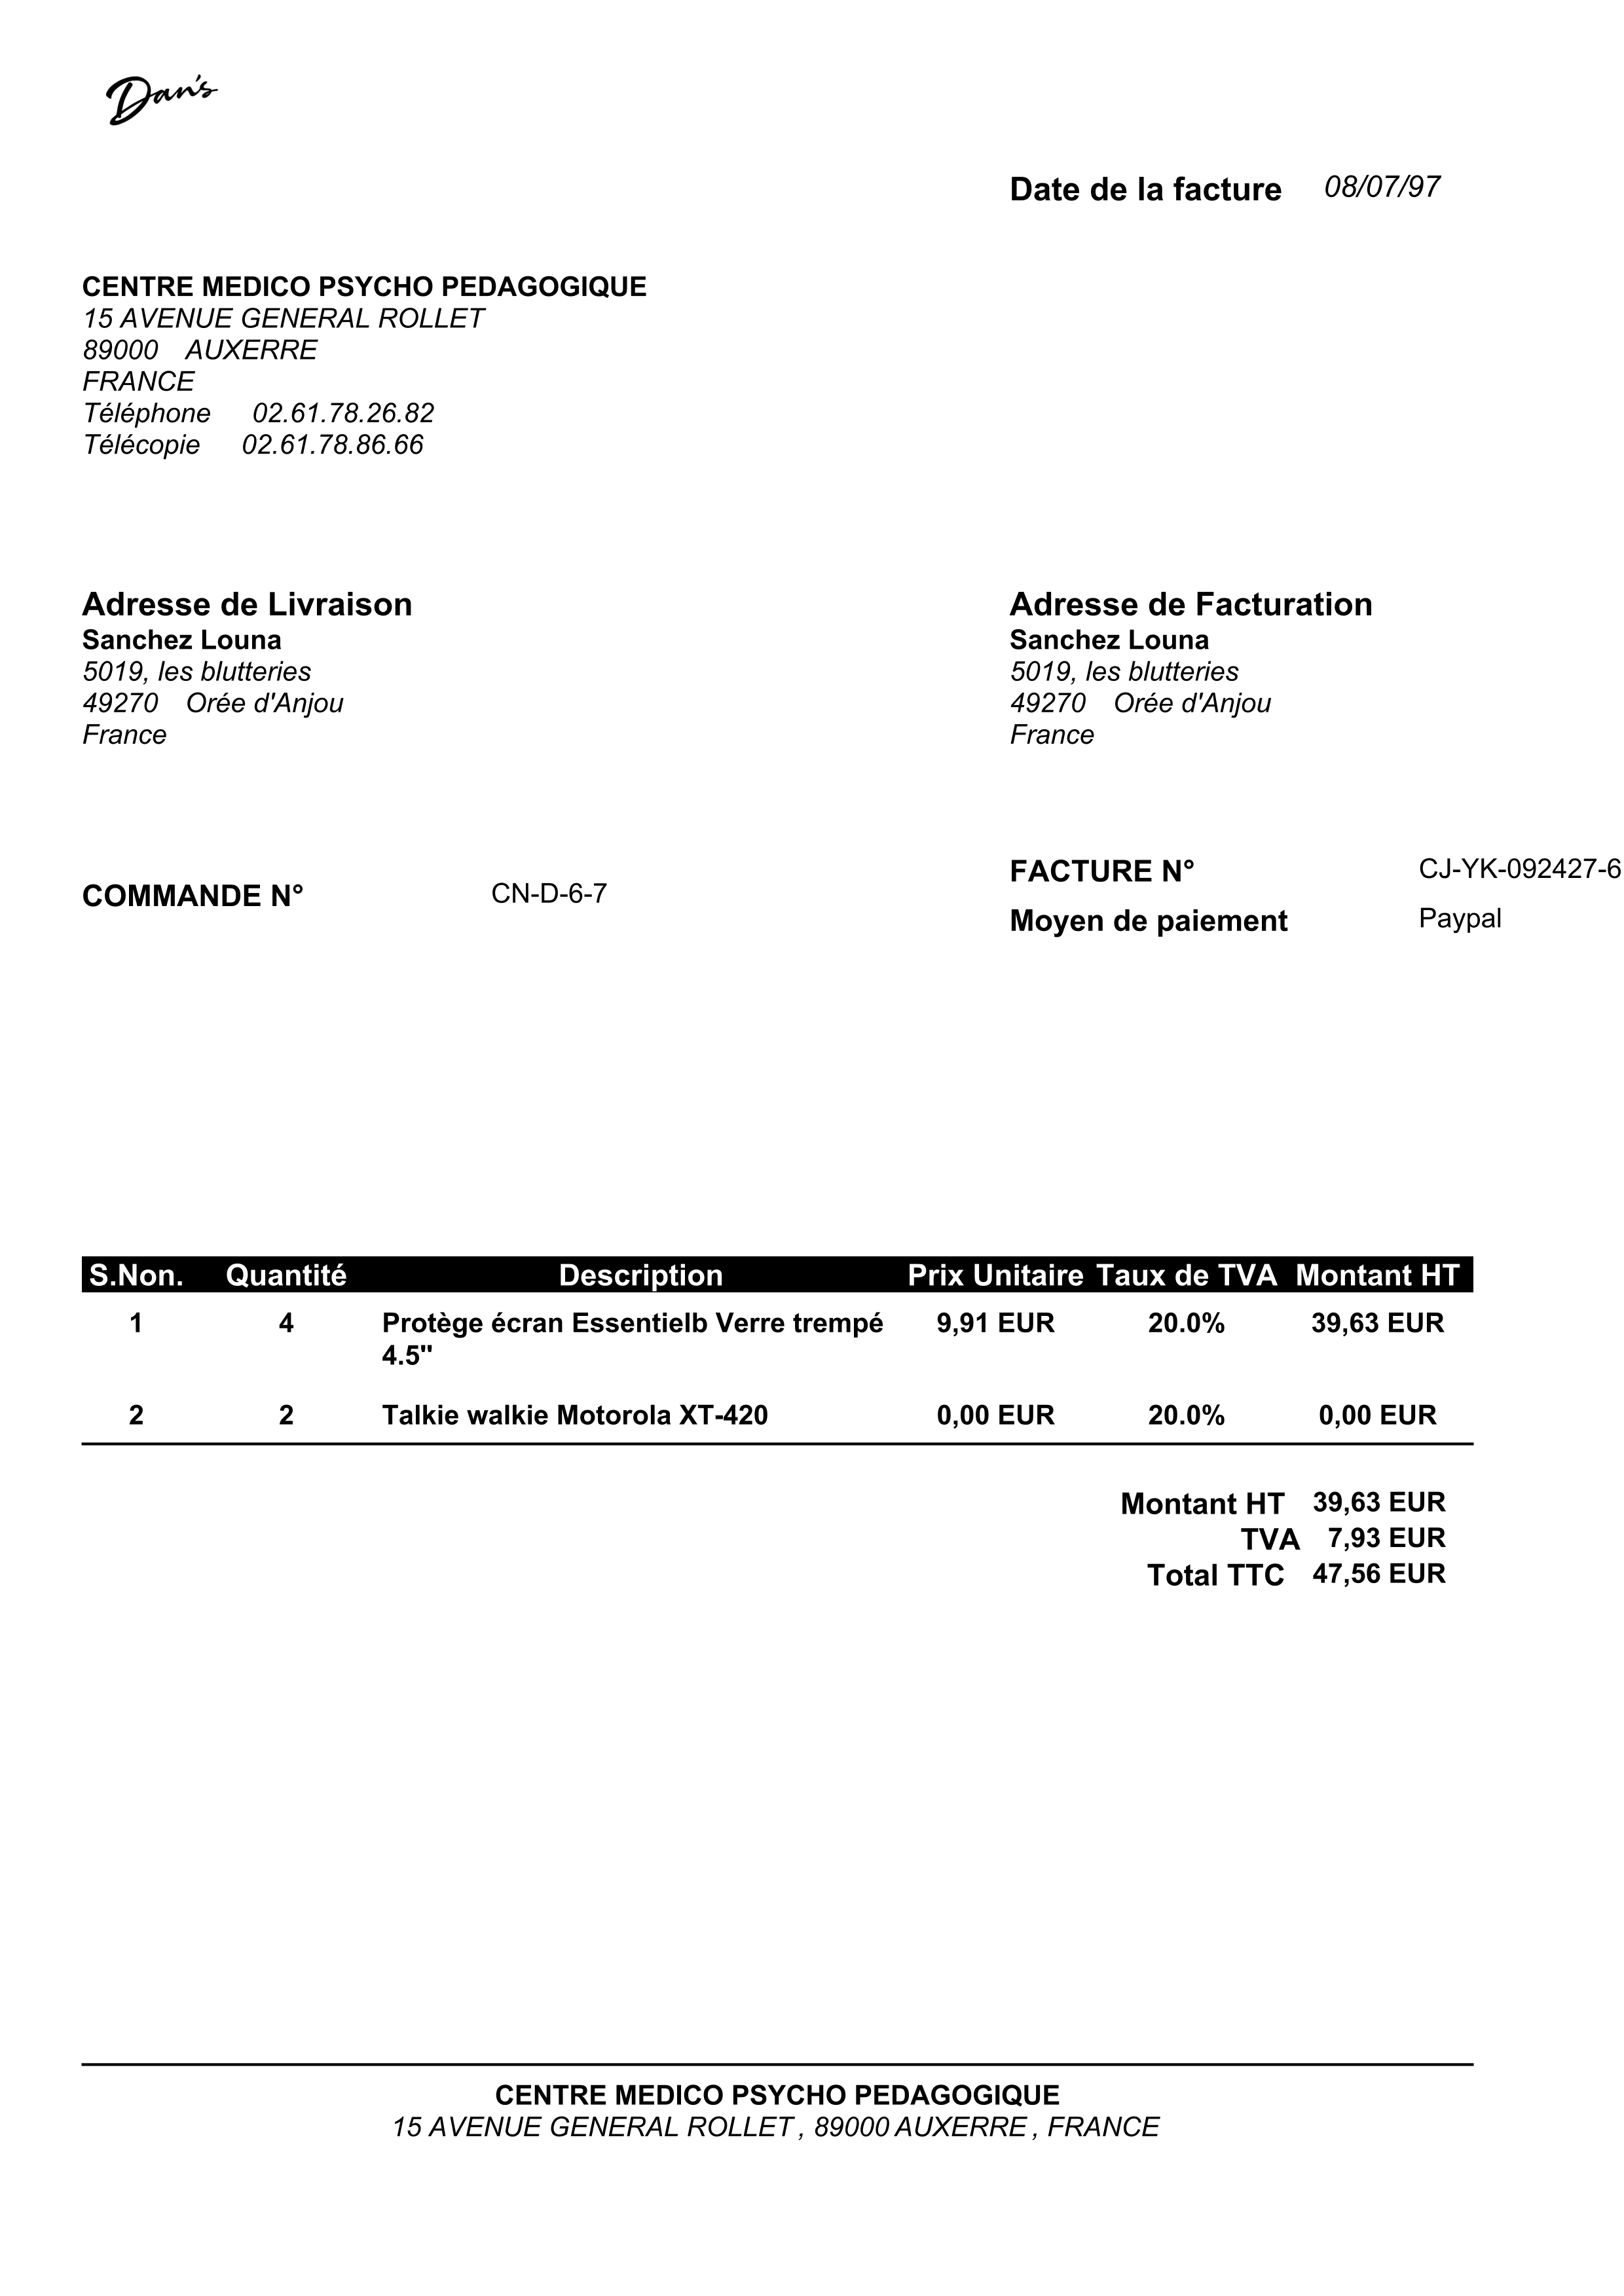 Dan's
Date de la facture 08/07/97
CENTRE MEDICO PSYCHO PEDAGOGIQUE
15 AVENUE GENERAL ROLLET
89000 AUXERRE
FRANCE
Téléphone 02.61.78.26.82
Télécopie 02.61.78.86.66
Adresse de Livraison
Sanchez Louna
5019, les blutteries
49270 Orée d'Anjou
France
Adresse de Facturation
Sanchez Louna
5019, les blutteries
49270 Orée d'Anjou
France
COMMANDE N° CN-D-6-7
FACTURE N° CJ-YK-092427-6
Moyen de paiement Paypal
S.Non. Quantité Description Prix Unitaire Taux de TVA Montant HT
1 4 Protège écran Essentielb Verre trempé 9,91 EUR 20.0% 39,63 EUR
4.5"
2 2 Talkie walkie Motorola XT-420 0,00 EUR 20.0% 0,00 EUR
Montant HT 39,63 EUR
TVA 7,93 EUR
Total TTC 47,56 EUR
CENTRE MEDICO PSYCHO PEDAGOGIQUE
15 AVENUE GENERAL ROLLET , 89000 AUXERRE , FRANCE